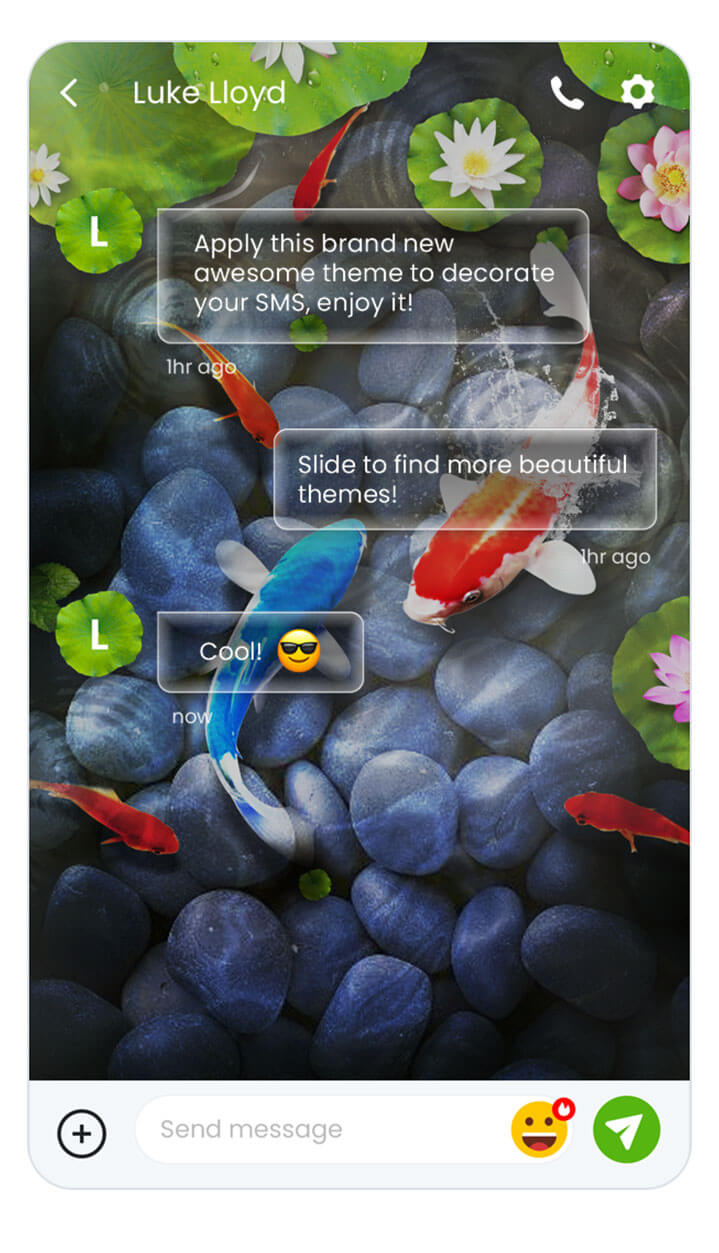 Luke Lloyd
L
Apply this brand new
awesome theme to decorate
your SMS, enjoy it!
1hr ago
Slide to find more beautiful
themes!
1hr ago
L
Cool! 😎
now
Send message